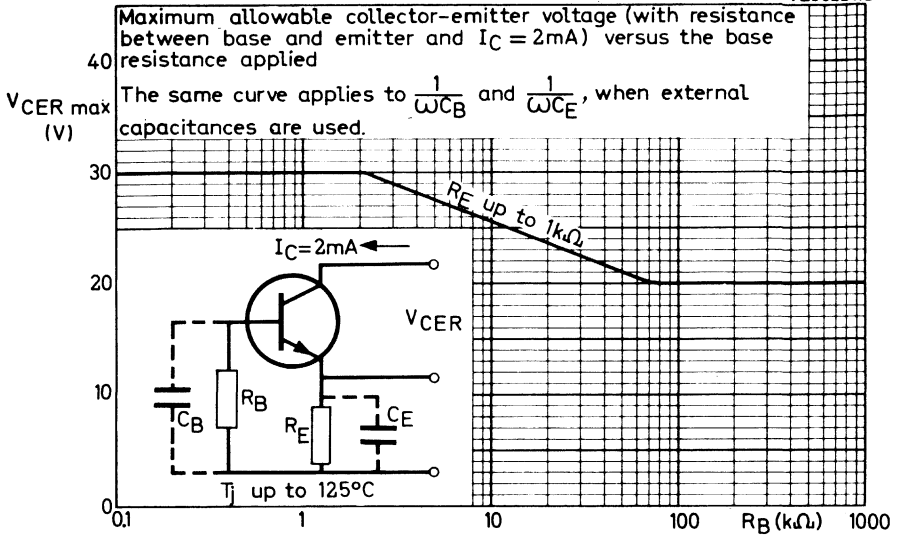 Maximum allowable collector-emitter voltage (with resistance
between base and emitter and I_C = 2mA) versus the base
resistance applied
The same curve applies to 1/ωC_B and 1/ωC_E, when external
capacitances are used.
V_CER max
(V)
40
30
20
10
0
R_E up to 1kΩ
I_C=2mA
V_CER
R_B
C_B
R_E
C_E
Tj up to 125°C
0.1
1
10
100
R_B (kΩ)
1000